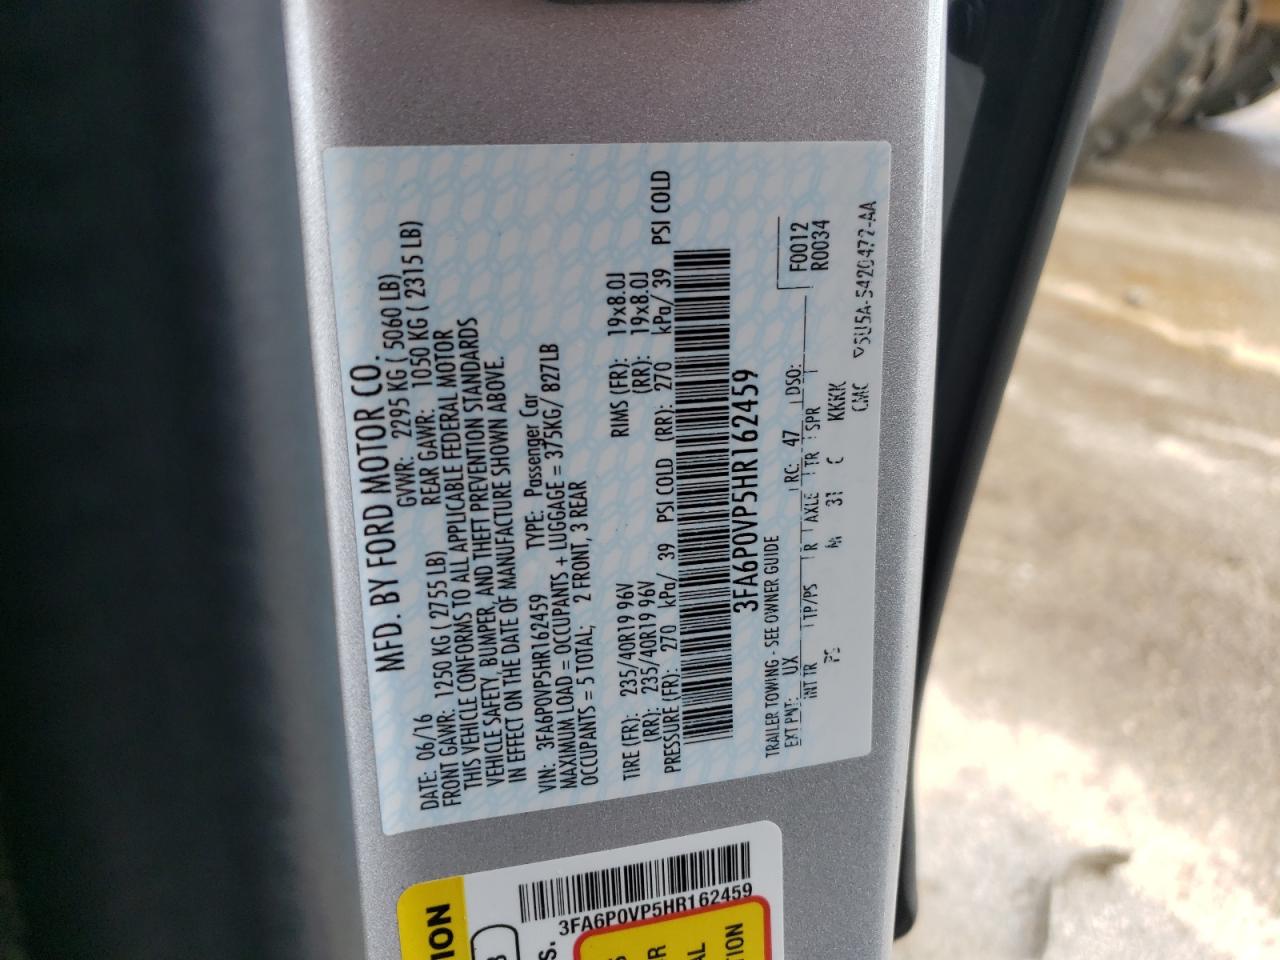 MFD. BY FORD MOTOR CO.
DATE: 06/16 GVWR: 2295 KG ( 5060 LB)
FRONT GAWR: 1250 KG ( 2755 LB) REAR GAWR: 1050 KG ( 2315 LB)
THIS VEHICLE CONFORMS TO ALL APPLICABLE FEDERAL MOTOR
VEHICLE SAFETY, BUMPER, AND THEFT PREVENTION STANDARDS
IN EFFECT ON THE DATE OF MANUFACTURE SHOWN ABOVE.
VIN: 3FA6P0VP5HR162459 TYPE: Passenger Car
MAXIMUM LOAD = OCCUPANTS + LUGGAGE = 375KG/ 827LB
OCCUPANTS = 5 TOTAL; 2 FRONT, 3 REAR
TIRE (FR): 235/40R19 96V RIMS (FR): 19x8.0J
(RR): 235/40R19 96V (RR): 19x8.0J
PRESSURE (FR): 270 kPa/ 39 PSI COLD (RR): 270 kPa/ 39 PSI COLD
3FA6P0VP5HR162459
TRAILER TOWING - SEE OWNER GUIDE F0012
EXT PNT: UX RC: 47 DSO: R0034
INT TR TP/PS R AXLE TR SPR
31 C KKKK
CMC
5U5A-5420472-AA
3FA6P0VP5HR162459